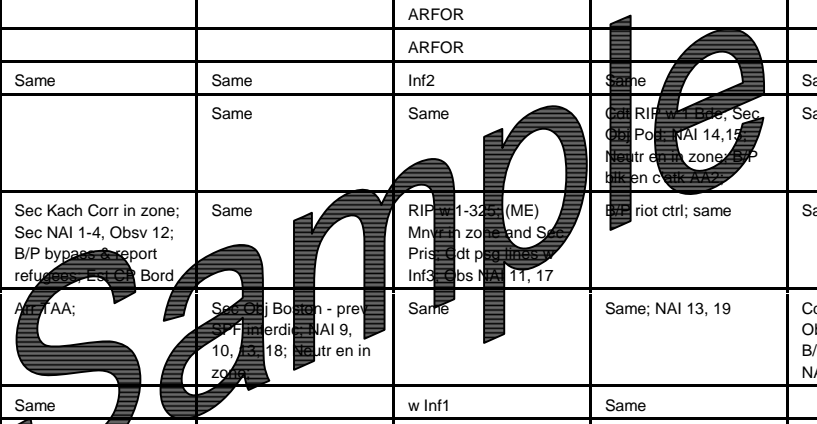 ARFOR
ARFOR
Same Same Inf2 Same Sa
Same Same Cdt RIP w 1 Bde, Sec Sa
Obj Pod; NAI 14,15;
Neutr en in zone; B/P
blk en c'atk AA2;
Sec Kach Corr in zone; Same RIP w 1-325; (ME) B/P riot ctrl; same Sa
Sec NAI 1-4, Obsv 12; Mnvr in zone and Sec
B/P bypass & report Pris; Cdt psg lines w
refugees; Est CP Bord Inf3, Obs NAI 11, 17
Arr TAA; Sec Obj Boston - prev Same Same; NAI 13, 19 Co
SPF interdic; NAI 9, Ob
10, 13, 18; Neutr en in B/
zone; NA
Same w Inf1 Same
Sample